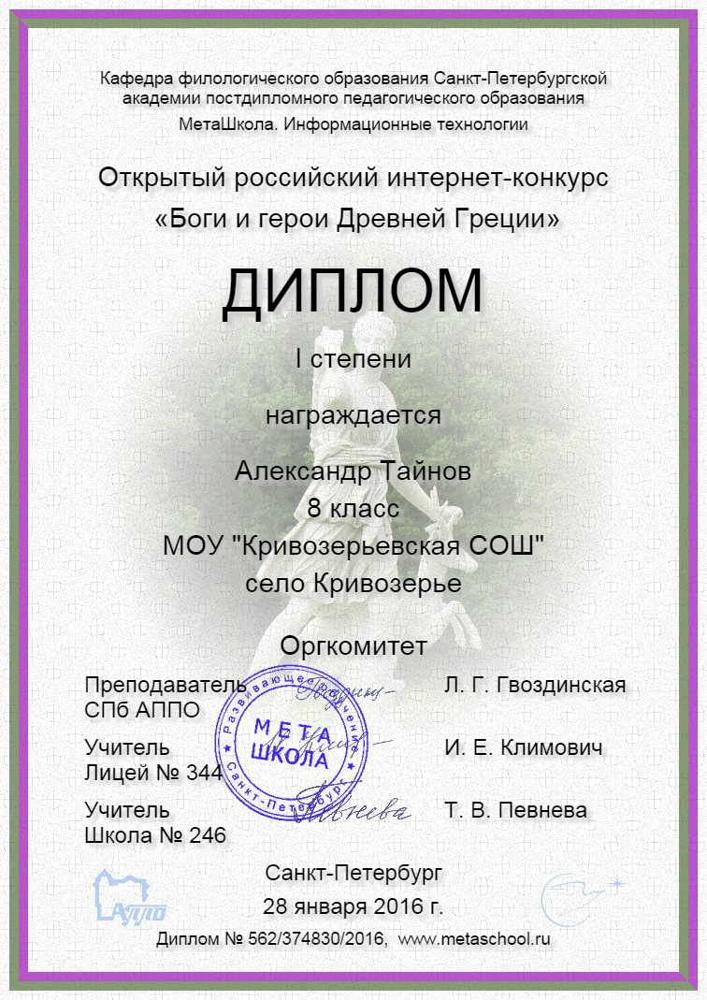 Кафедра филологического образования Санкт-Петербургской
академии постдипломного педагогического образования
МетаШкола. Информационные технологии
Открытый российский интернет-конкурс
«Боги и герои Древней Греции»
ДИПЛОМ
I степени
награждается
Александр Тайнов
8 класс
МОУ "Кривозерьевская СОШ"
село Кривозерье
Оргкомитет
Преподаватель
СПб АППО
Л. Г. Гвоздинская
Развивающее обучение
МЕТА
ШКОЛА
Санкт-Петербург
Учитель
Лицей № 344
И. Е. Климович
Учитель
Школа № 246
Певнева
Т. В. Певнева
Санкт-Петербург
28 января 2016 г.
Аппо
Диплом № 562/374830/2016, www.metaschool.ru